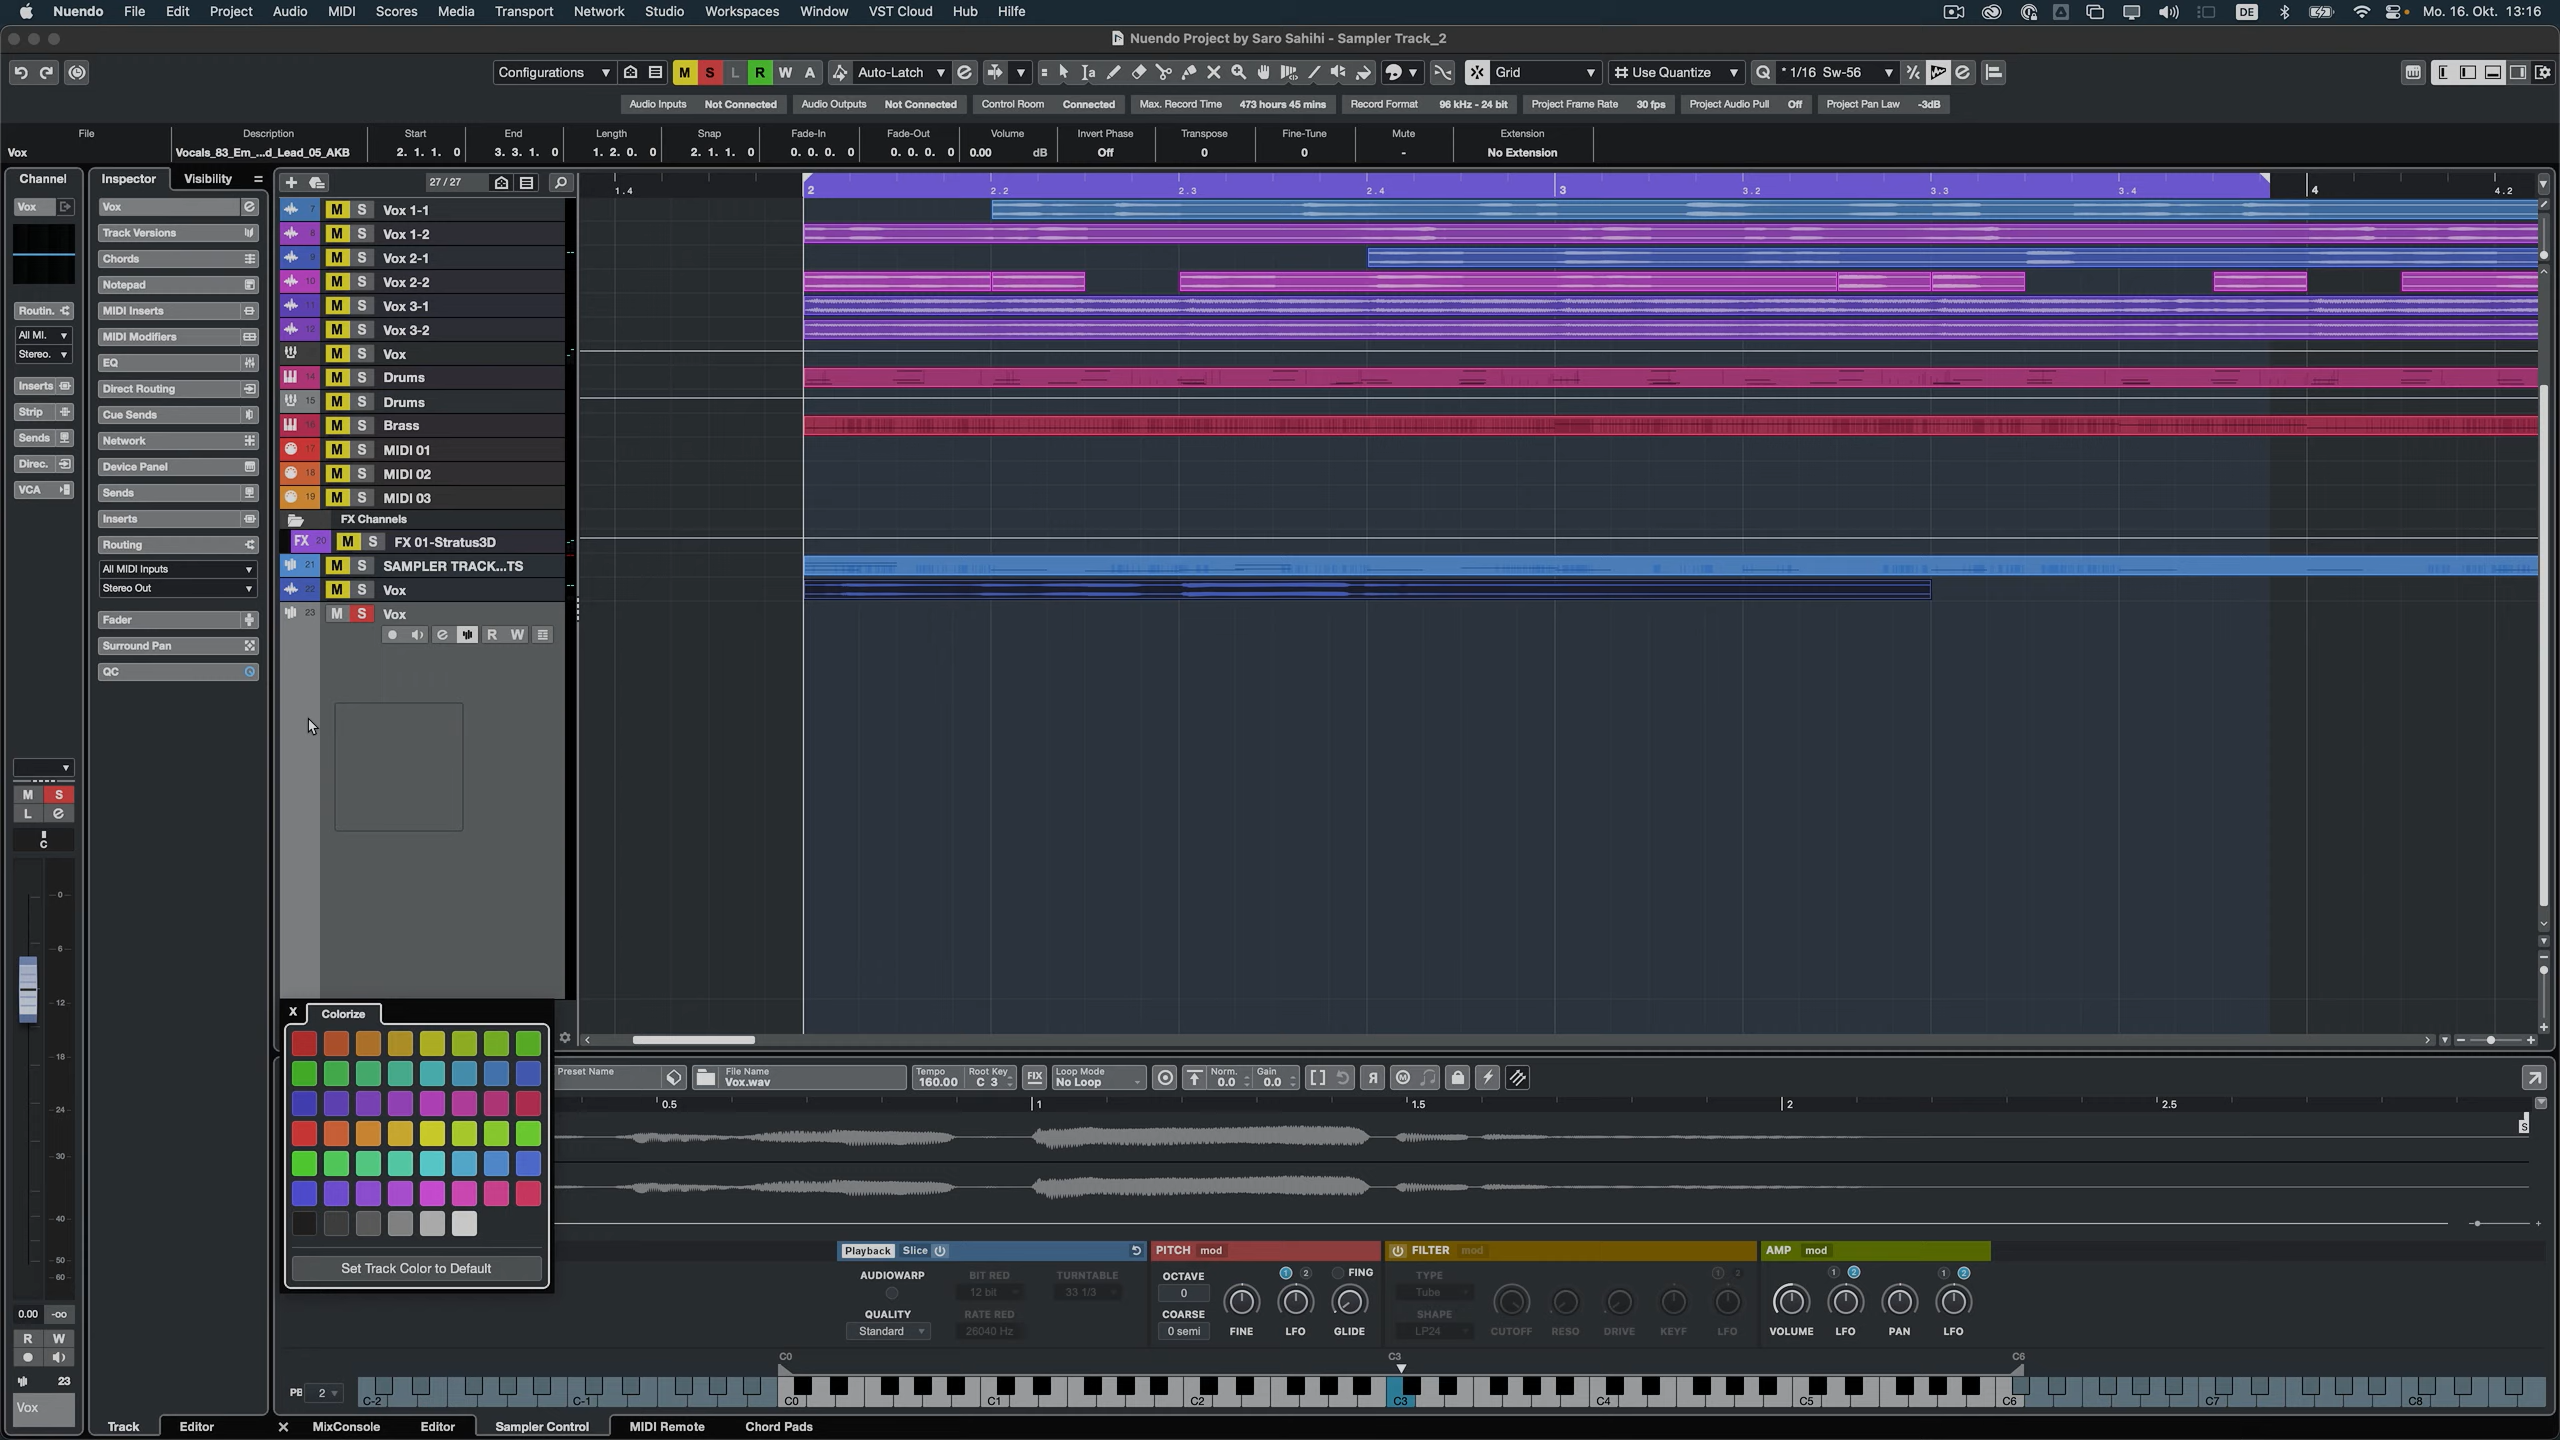 Nuendo File Edit Project Audio MIDI Scores Media Transport Network Studio Workspaces Window VST Cloud Hub Hilfe DE Mo. 16. Okt. 13:16
Nuendo Project by Saro Sahihi - Sampler Track_2
Configurations M S L R W A Auto-Latch Grid Use Quantize Q * 1/16 Sw-56
Audio Inputs Not Connected Audio Outputs Not Connected Control Room Connected Max. Record Time 473 hours 45 mins Record Format 96 kHz - 24 bit Project Frame Rate 30 fps Project Audio Pull Off Project Pan Law -3dB
File Description Start End Length Snap Fade-In Fade-Out Volume Invert Phase Transpose Fine-Tune Mute Extension
Vox Vocals_83_Em_...d_Lead_05_AKB 2. 1. 1. 0 3. 3. 1. 0 1. 2. 0. 0 2. 1. 1. 0 0. 0. 0. 0 0. 0. 0. 0 0.00 dB Off 0 0 - No Extension
Channel Inspector Visibility 27 / 27
1.4 2 2.2 2.3 2.4 3 3.2 3.3 3.4 4 4.2
Vox
Routin.
All MI.
Stereo.
Inserts
Strip
Sends
Direc.
VCA
Vox
Track Versions
Chords
Notepad
MIDI Inserts
MIDI Modifiers
EQ
Direct Routing
Cue Sends
Network
Device Panel
Sends
Inserts
Routing
All MIDI Inputs
Stereo Out
Fader
Surround Pan
QC
7 M S Vox 1-1
8 M S Vox 1-2
9 M S Vox 2-1
10 M S Vox 2-2
11 M S Vox 3-1
12 M S Vox 3-2
M S Vox
14 M S Drums
15 M S Drums
16 M S Brass
17 M S MIDI 01
18 M S MIDI 02
19 M S MIDI 03
FX Channels
FX 20 M S FX 01-Stratus3D
21 M S SAMPLER TRACK...TS
22 M S Vox
23 M S Vox
R W
M S
L
C
0
6
12
18
24
30
40
50
60
0.00 -oo
R W
23
Vox
X Colorize
Set Track Color to Default
Preset Name File Name Tempo Root Key FIX Loop Mode Norm. Gain
Vox.wav 160.00 C 3 No Loop 0.0 0.0
0.5 1 1.5 2 2.5
S
Playback Slice PITCH mod FILTER mod AMP mod
AUDIOWARP BIT RED TURNTABLE OCTAVE 1 2 FING TYPE 1 2 1 2 1 2
12 bit 33 1/3 0 Tube
QUALITY RATE RED COARSE SHAPE
Standard 26040 Hz 0 semi FINE LFO GLIDE LP24 CUTOFF RESO DRIVE KEYF LFO VOLUME LFO PAN LFO
C0 C3 C6
PB 2 C-2 C-1 C0 C1 C2 C3 C4 C5 C6 C7 C8
Track Editor MixConsole Editor Sampler Control MIDI Remote Chord Pads